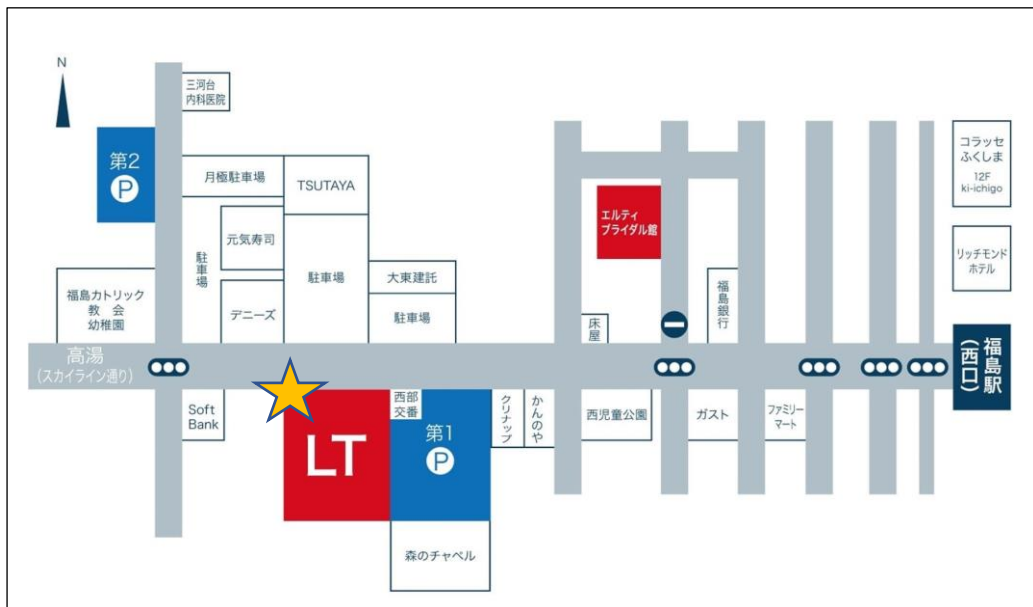 N
三河台
内科医院
第2
P
月極駐車場
TSUTAYA
元気寿司
駐車場
駐車場
大東建託
福島カトリック
教会
幼稚園
デニーズ
駐車場
エルティ
ブライダル館
コラッセ
ふくしま
12F
ki-ichigo
リッチモンド
ホテル
福島銀行
床屋
高湯
(スカイライン通り)
福島駅
(西口)
Soft
Bank
LT
西部
交番
第1
P
クリナップ
かんのや
西児童公園
ガスト
ファミリー
マート
森のチャペル